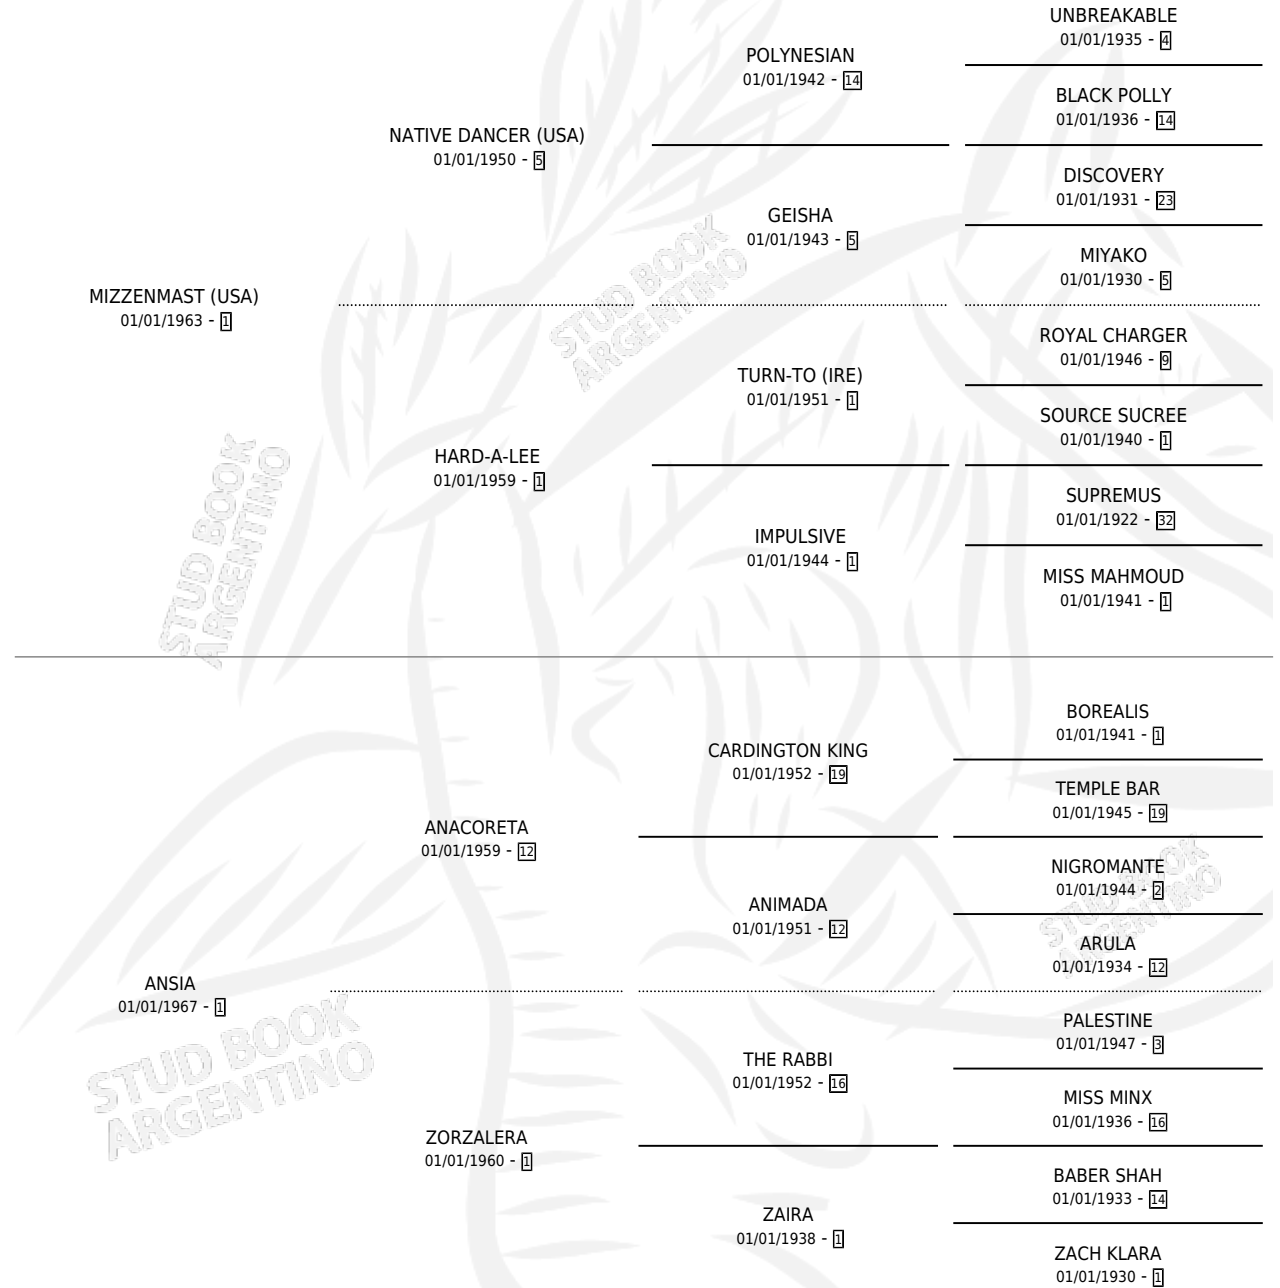 UNBREAKABLE
01/01/1935 - 4
POLYNESIAN
01/01/1942 - 14
BLACK POLLY
01/01/1936 - 14
NATIVE DANCER (USA)
01/01/1950 - 5
DISCOVERY
01/01/1931 - 23
GEISHA
01/01/1943 - 5
MIYAKO
01/01/1930 - 5
MIZZENMAST (USA)
01/01/1963 - 1
ROYAL CHARGER
01/01/1946 - 9
TURN-TO (IRE)
01/01/1951 - 1
SOURCE SUCREE
01/01/1940 - 1
HARD-A-LEE
01/01/1959 - 1
SUPREMUS
01/01/1922 - 32
IMPULSIVE
01/01/1944 - 1
MISS MAHMOUD
01/01/1941 - 1
STUD BOOK
ARGENTINO
STUD BOOK
ARGENTINO
BOREALIS
01/01/1941 - 1
CARDINGTON KING
01/01/1952 - 19
TEMPLE BAR
01/01/1945 - 19
ANACORETA
01/01/1959 - 12
NIGROMANTE
01/01/1944 - 2
ANIMADA
01/01/1951 - 12
ARULA
01/01/1934 - 12
STUD BOOK
ARGENTINO
ANSIA
01/01/1967 - 1
PALESTINE
01/01/1947 - 3
THE RABBI
01/01/1952 - 16
MISS MINX
01/01/1936 - 16
STUD BOOK
ARGENTINO
ZORZALERA
01/01/1960 - 1
BABER SHAH
01/01/1933 - 14
ZAIRA
01/01/1938 - 1
ZACH KLARA
01/01/1930 - 1